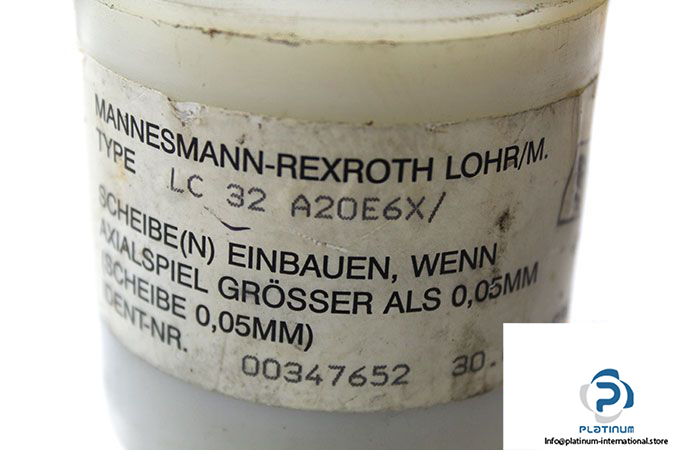 MANNESMANN-REXROTH LOHR/M.
TYPE LC 32 A20E6X/
SCHEIBE(N) EINBAUEN, WENN
AXIALSPIEL GRÖSSER ALS 0,05MM
(SCHEIBE 0,05MM)
IDENT-NR. 00347652 30.
PLATINUM
Info@platinum-international.store